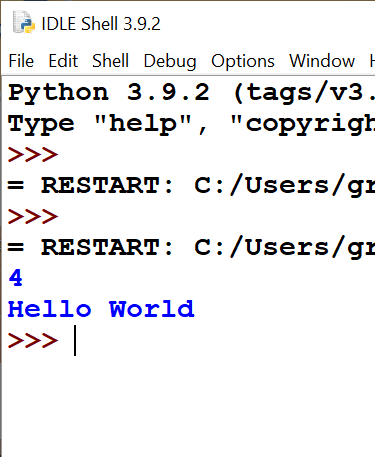 IDLE Shell 3.9.2
File Edit Shell Debug Options Window
Python 3.9.2 (tags/v3.
Type "help", "copyrigh
>>>
= RESTART: C:/Users/gr
>>>
= RESTART: C:/Users/gr
4
Hello World
>>>